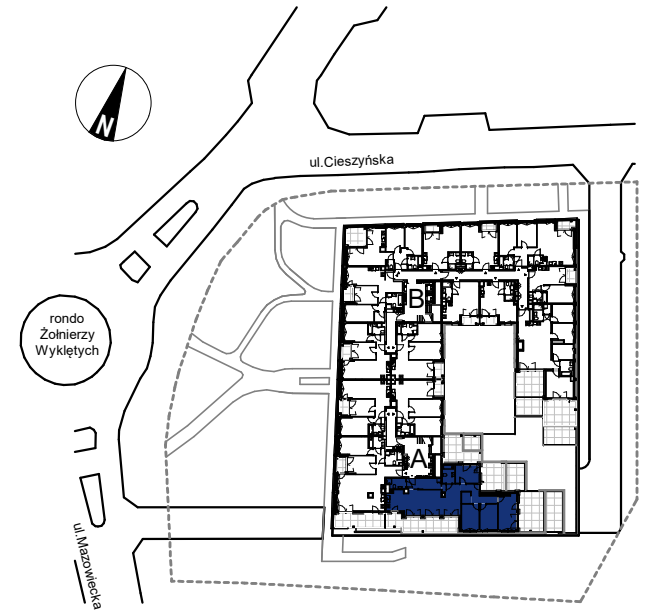 N
ul.Cieszyńska
B
rondo
Żołnierzy
Wyklętych
A
ul.Mazowiecka